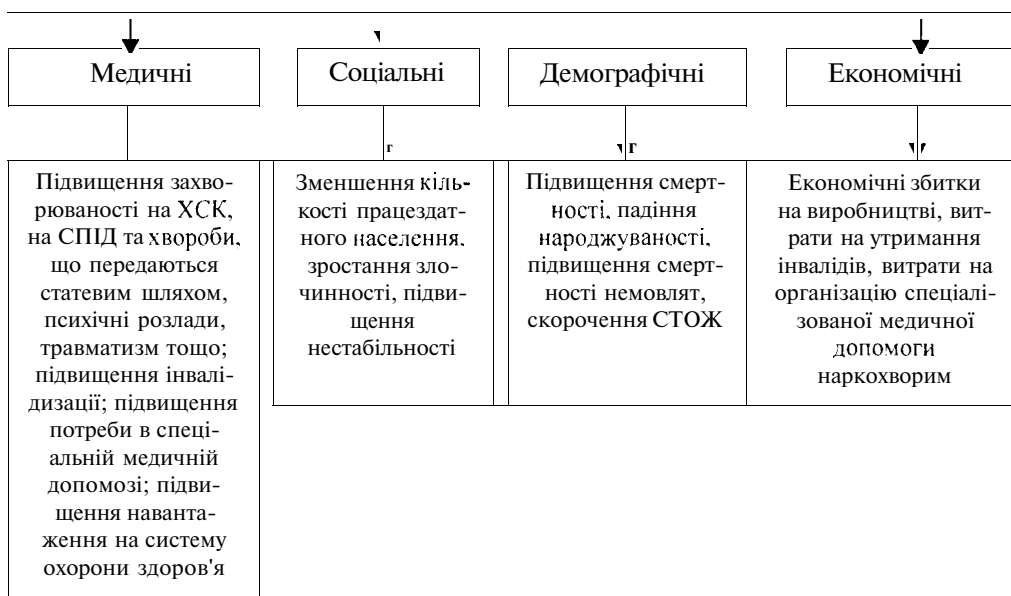 Медичні
Соціальні
Демографічні
Економічні
Підвищення захво-
рюваності на ХСК,
на СПІД та хвороби,
що передаються
статевим шляхом,
психічні розлади,
травматизм тощо;
підвищення інвалі-
дизації; підвищення
потреби в спеці-
альній медичній
допомозі; підви-
щення наванта-
ження на систему
охорони здоров'я
Зменшення кіль-
кості працездат-
ного населення,
зростання зло-
чинності, підви-
щення
нестабільності
Підвищення смерт-
ності, падіння
народжуваності,
підвищення смерт-
ності немовлят,
скорочення СТОЖ
Економічні збитки
на виробництві, вит-
рати на утримання
інвалідів, витрати на
організацію спеціалі-
зованої медичної
допомоги
наркохворим